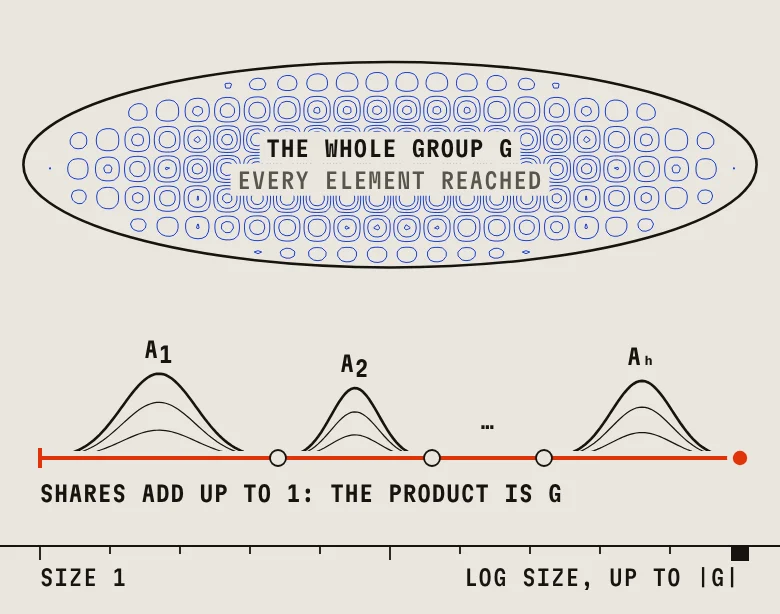 THE WHOLE GROUP G
EVERY ELEMENT REACHED
A1 A2 … Ah
SHARES ADD UP TO 1: THE PRODUCT IS G
SIZE 1 LOG SIZE, UP TO |G|